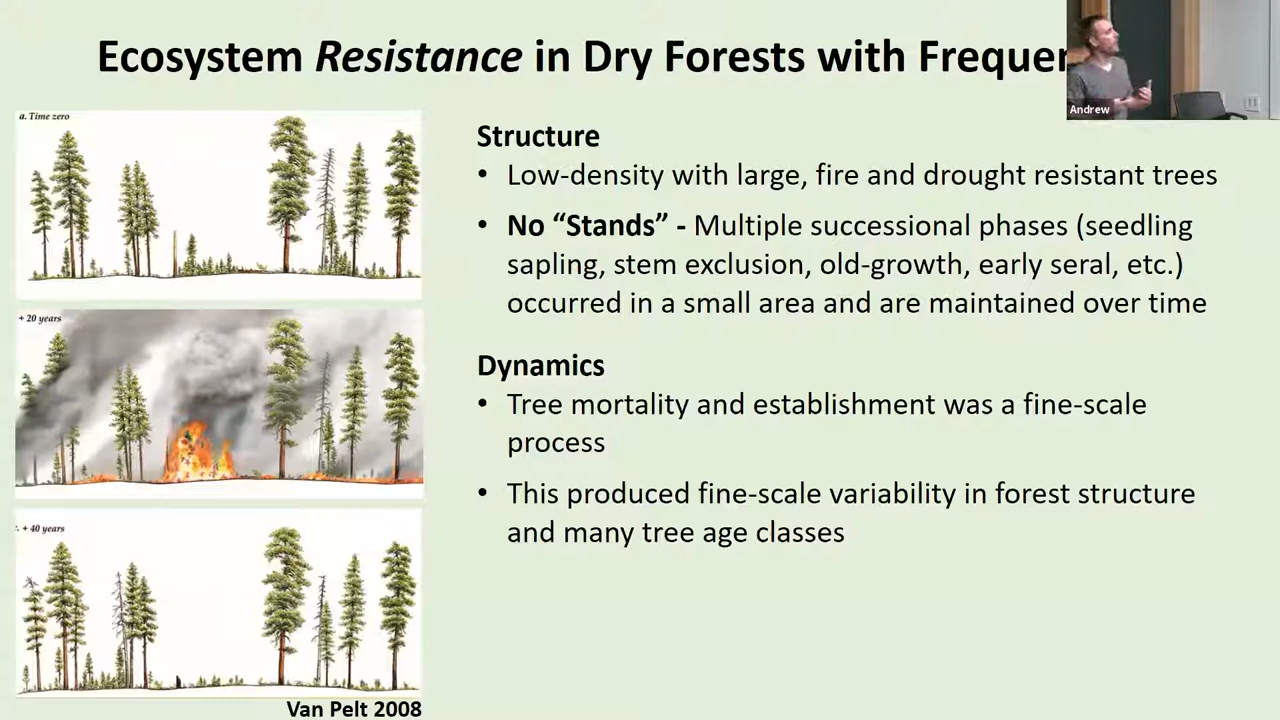 Ecosystem Resistance in Dry Forests with
Andrew
a. Time zero
+ 20 years
+ 40 years
Van Pelt 2008
Structure
• Low-density with large, fire and drought resistant trees
• No “Stands” - Multiple successional phases (seedling
sapling, stem exclusion, old-growth, early seral, etc.)
occurred in a small area and are maintained over time
Dynamics
• Tree mortality and establishment was a fine-scale
process
• This produced fine-scale variability in forest structure
and many tree age classes